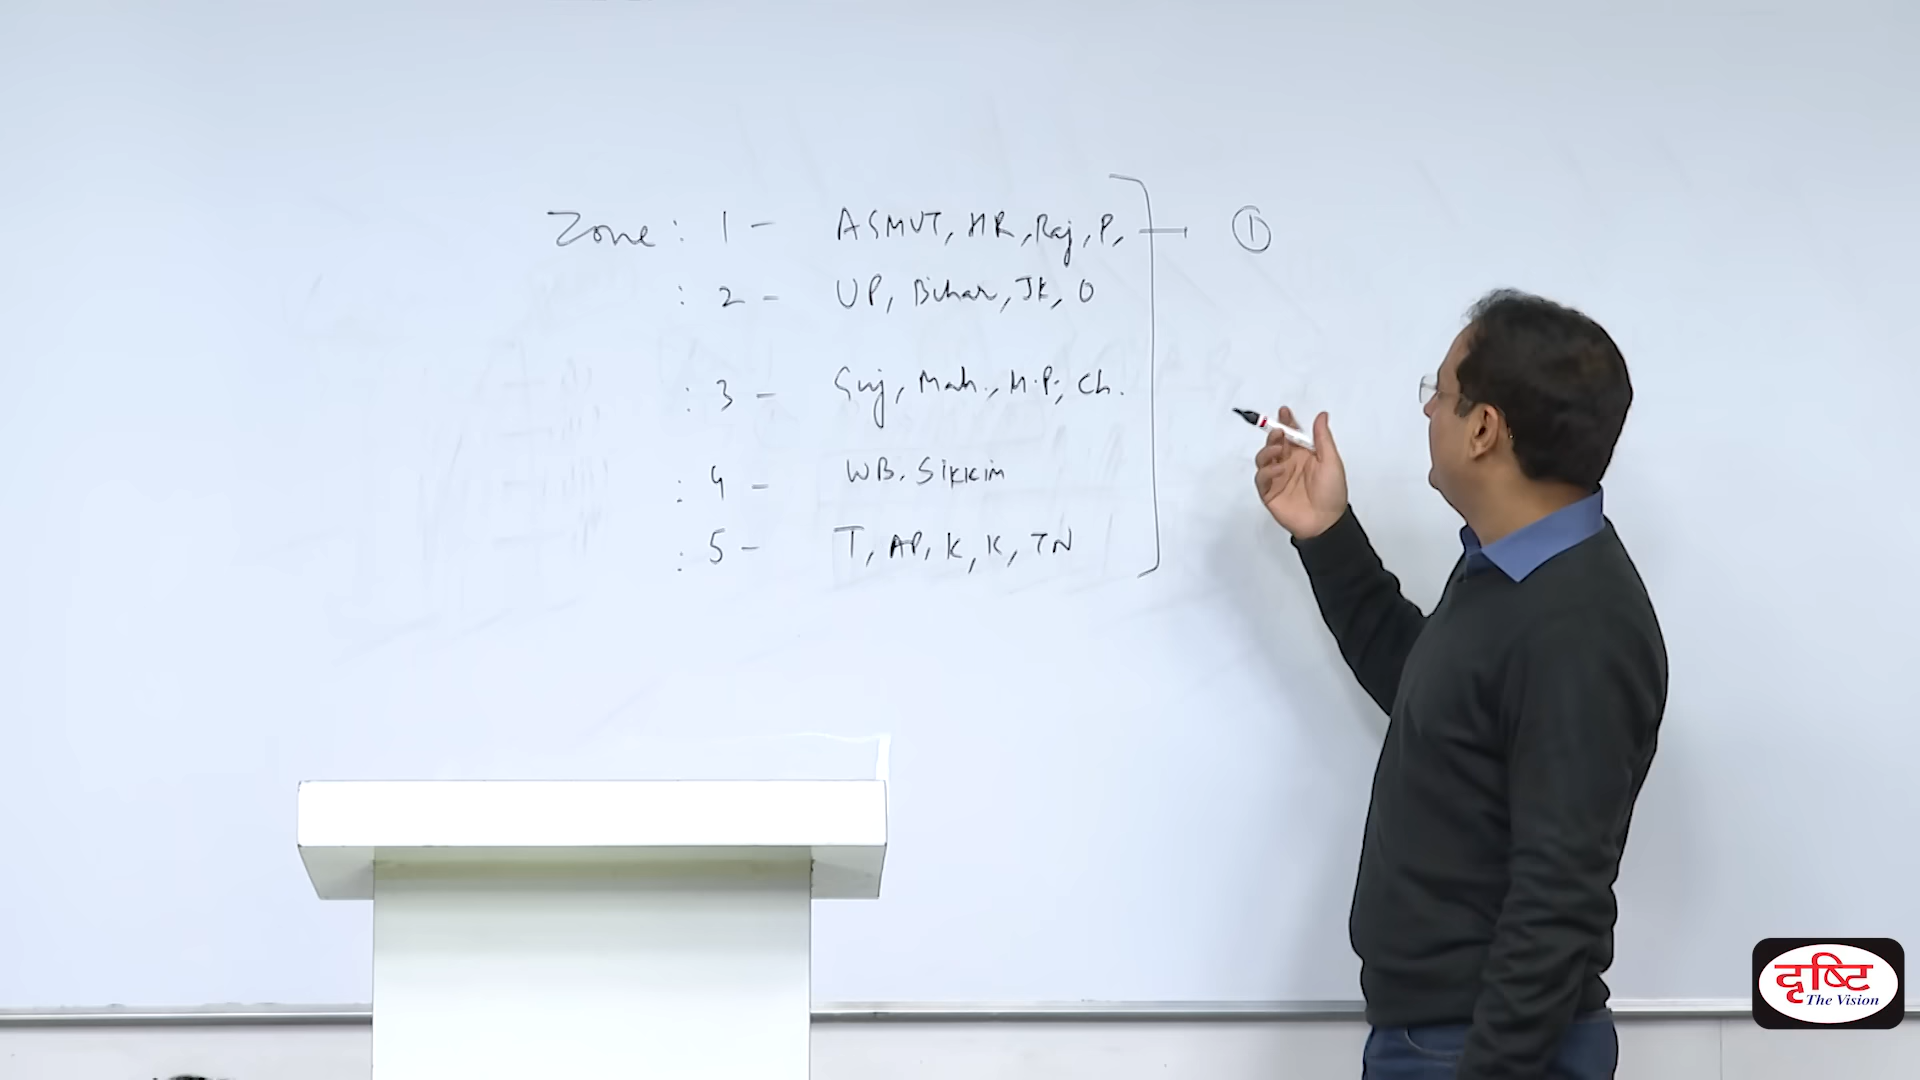 Zone : 1 - AGMUT, HR, Raj, P, ①
: 2 - UP, Bihar, JK, O
: 3 - Guj, Mah., M.P., Ch.
: 4 - WB. Sikkim
: 5 - T, AP, K, K, TN
दृष्टि
The Vision